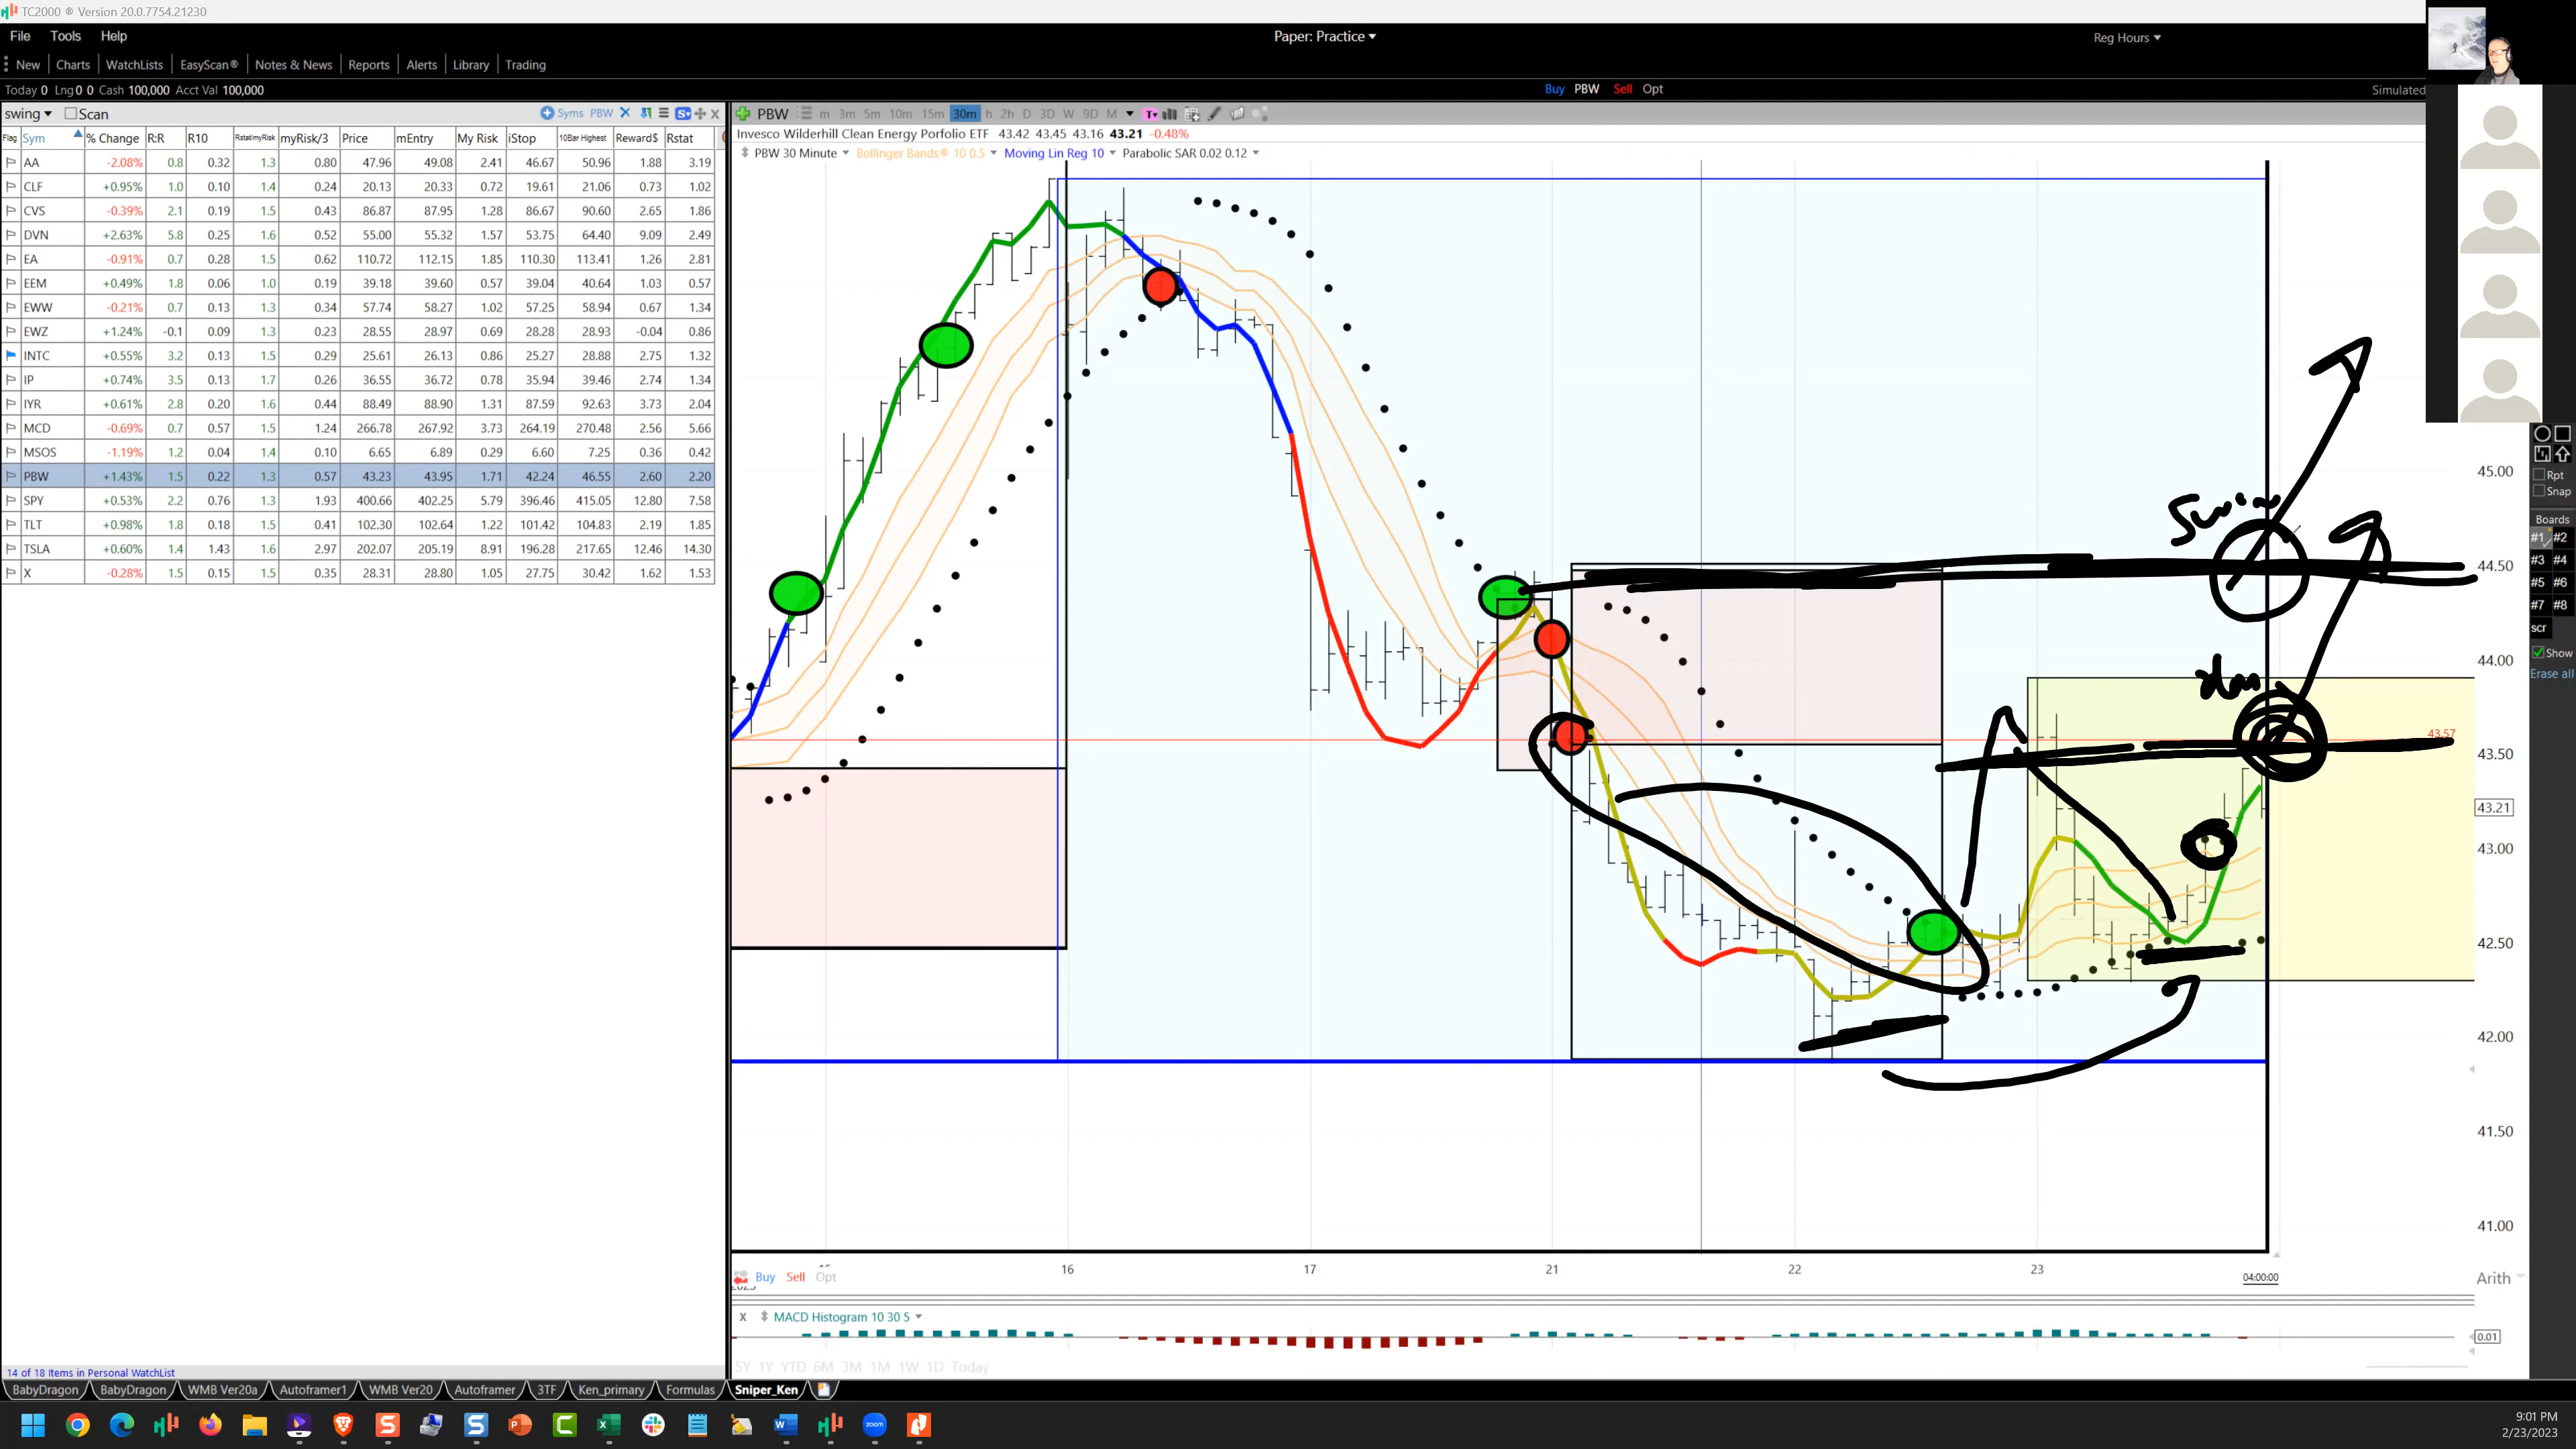 TC2000 ® Version 20.0.7754.21230
File Tools Help
Paper: Practice
Reg Hours
New Charts WatchLists EasyScan® Notes & News Reports Alerts Library Trading
Today 0 Lng 0 0 Cash 100,000 Acct Val 100,000
Buy PBW Sell Opt
Simulated
swing Scan
Syms PBW X
PBW m 3m 5m 10m 15m 30m h 2h D 3D W 9D M
Flag Sym % Change R:R R10 Rstat/myRisk myRisk/3 Price mEntry My Risk iStop 10Bar Highest Reward$ Rstat
Invesco Wilderhill Clean Energy Porfolio ETF 43.42 43.45 43.16 43.21 -0.48%
PBW 30 Minute Bollinger Bands® 10 0.5 Moving Lin Reg 10 Parabolic SAR 0.02 0.12
AA -2.08% 0.8 0.32 1.3 0.80 47.96 49.08 2.41 46.67 50.96 1.88 3.19
CLF +0.95% 1.0 0.10 1.4 0.24 20.13 20.33 0.72 19.61 21.06 0.73 1.02
CVS -0.39% 2.1 0.19 1.5 0.43 86.87 87.95 1.28 86.67 90.60 2.65 1.86
DVN +2.63% 5.8 0.25 1.6 0.52 55.00 55.32 1.57 53.75 64.40 9.09 2.49
EA -0.91% 0.7 0.28 1.5 0.62 110.72 112.15 1.85 110.30 113.41 1.26 2.81
EEM +0.49% 1.8 0.06 1.0 0.19 39.18 39.60 0.57 39.04 40.64 1.03 0.57
EWW -0.21% 0.7 0.13 1.3 0.34 57.74 58.27 1.02 57.25 58.94 0.67 1.34
EWZ +1.24% -0.1 0.09 1.3 0.23 28.55 28.97 0.69 28.28 28.93 -0.04 0.86
INTC +0.55% 3.2 0.13 1.5 0.29 25.61 26.13 0.86 25.27 28.88 2.75 1.32
IP +0.74% 3.5 0.13 1.7 0.26 36.55 36.72 0.78 35.94 39.46 2.74 1.34
IYR +0.61% 2.8 0.20 1.6 0.44 88.49 88.90 1.31 87.59 92.63 3.73 2.04
MCD -0.69% 0.7 0.57 1.5 1.24 266.78 267.92 3.73 264.19 270.48 2.56 5.66
MSOS -1.19% 1.2 0.04 1.4 0.10 6.65 6.89 0.29 6.60 7.25 0.36 0.42
PBW +1.43% 1.5 0.22 1.3 0.57 43.23 43.95 1.71 42.24 46.55 2.60 2.20
SPY +0.53% 2.2 0.76 1.3 1.93 400.66 402.25 5.79 396.46 415.05 12.80 7.58
TLT +0.98% 1.8 0.18 1.5 0.41 102.30 102.64 1.22 101.42 104.83 2.19 1.85
TSLA +0.60% 1.4 1.43 1.6 2.97 202.07 205.19 8.91 196.28 217.65 12.46 14.30
X -0.28% 1.5 0.15 1.5 0.35 28.31 28.80 1.05 27.75 30.42 1.62 1.53
45.00
44.50
44.00
43.57
43.50
43.21
43.00
42.50
42.00
41.50
41.00
Rpt
Snap
Boards
#1 #2
#3 #4
#5 #6
#7 #8
scr
Show
Erase all
16 17 21 22 23 04:00:00
Arith
Buy Sell Opt
X MACD Histogram 10 30 5
0.01
5Y 1Y YTD 6M 3M 1M 1W 1D Today
14 of 18 Items in Personal WatchList
BabyDragon BabyDragon WMB Ver20a Autoframer1 WMB Ver20 Autoframer 3TF Ken_primary Formulas Sniper_Ken
zoom
9:01 PM
2/23/2023